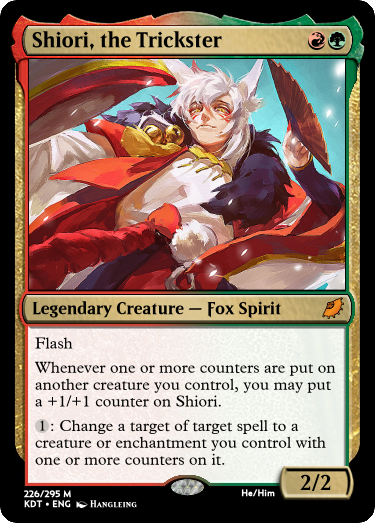 Shiori, the Trickster
Legendary Creature — Fox Spirit
Flash
Whenever one or more counters are put on
another creature you control, you may put
a +1/+1 counter on Shiori.
1: Change a target of target spell to a
creature or enchantment you control with
one or more counters on it.
2/2
226/295 M He/Him
KDT • ENG HANGLEING